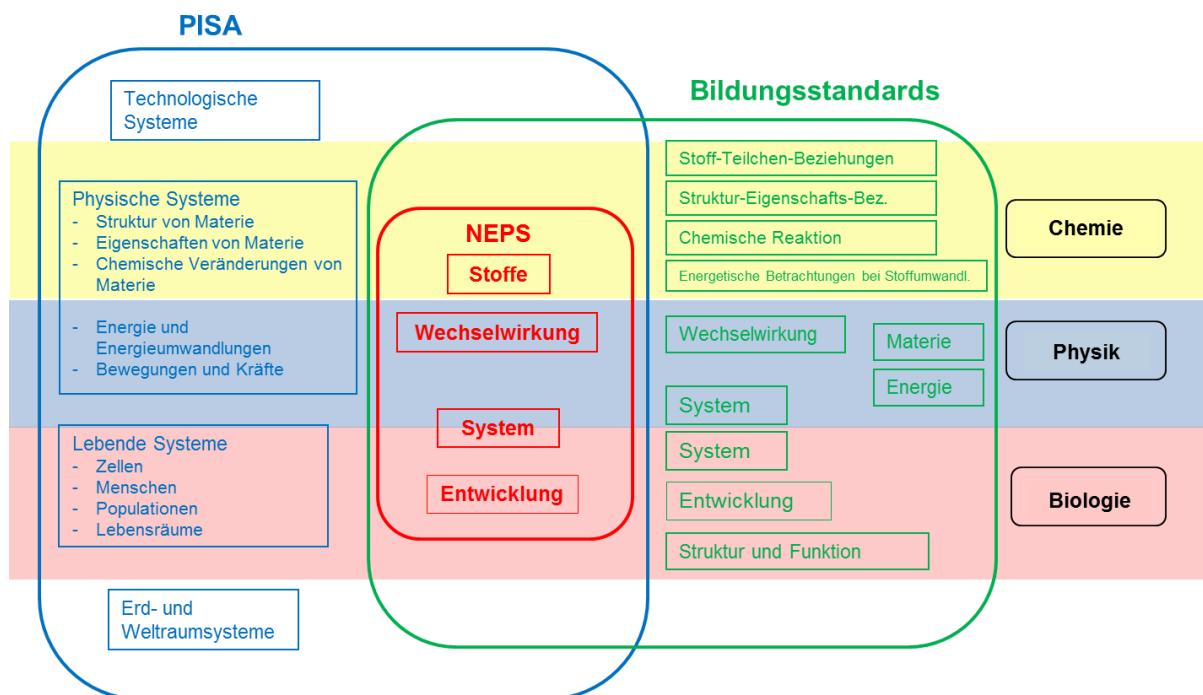 PISA
Technologische
Systeme
Physische Systeme
- Struktur von Materie
- Eigenschaften von Materie
- Chemische Veränderungen von
Materie
- Energie und
Energieumwandlungen
- Bewegungen und Kräfte
Lebende Systeme
- Zellen
- Menschen
- Populationen
- Lebensräume
Erd- und
Weltraumsysteme
NEPS
Stoffe
Wechselwirkung
System
Entwicklung
Bildungsstandards
Stoff-Teilchen-Beziehungen
Struktur-Eigenschafts-Bez.
Chemische Reaktion
Energetische Betrachtungen bei Stoffumwandl.
Wechselwirkung
Materie
Energie
System
System
Entwicklung
Struktur und Funktion
Chemie
Physik
Biologie